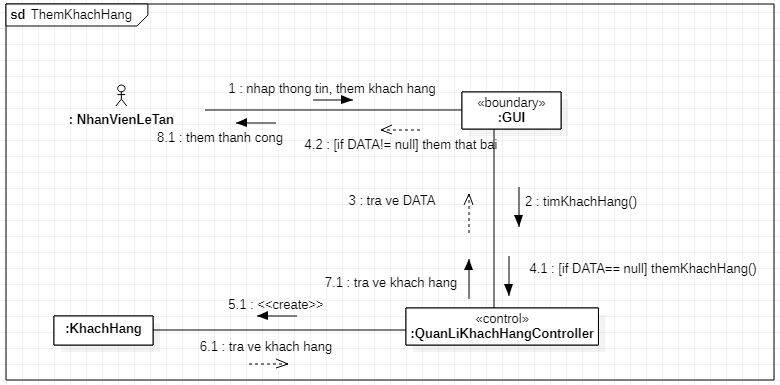 sd ThemKhachHang
1 : nhap thong tin, them khach hang
: NhanVienLeTan
«boundary»
:GUI
8.1 : them thanh cong
4.2 : [if DATA!= null] them that bai
3 : tra ve DATA
2 : timKhachHang()
4.1 : [if DATA== null] themKhachHang()
7.1 : tra ve khach hang
5.1 : <<create>>
:KhachHang
«control»
:QuanLiKhachHangController
6.1 : tra ve khach hang